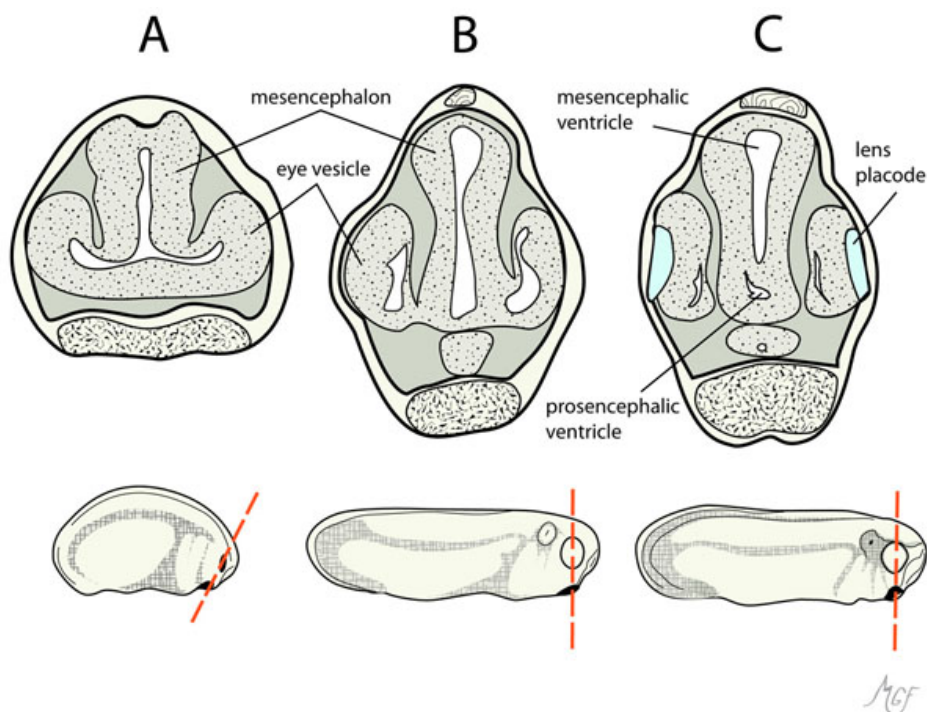 A
B
C
mesencephalon
eye vesicle
mesencephalic
ventricle
lens
placode
prosencephalic
ventricle
MGF